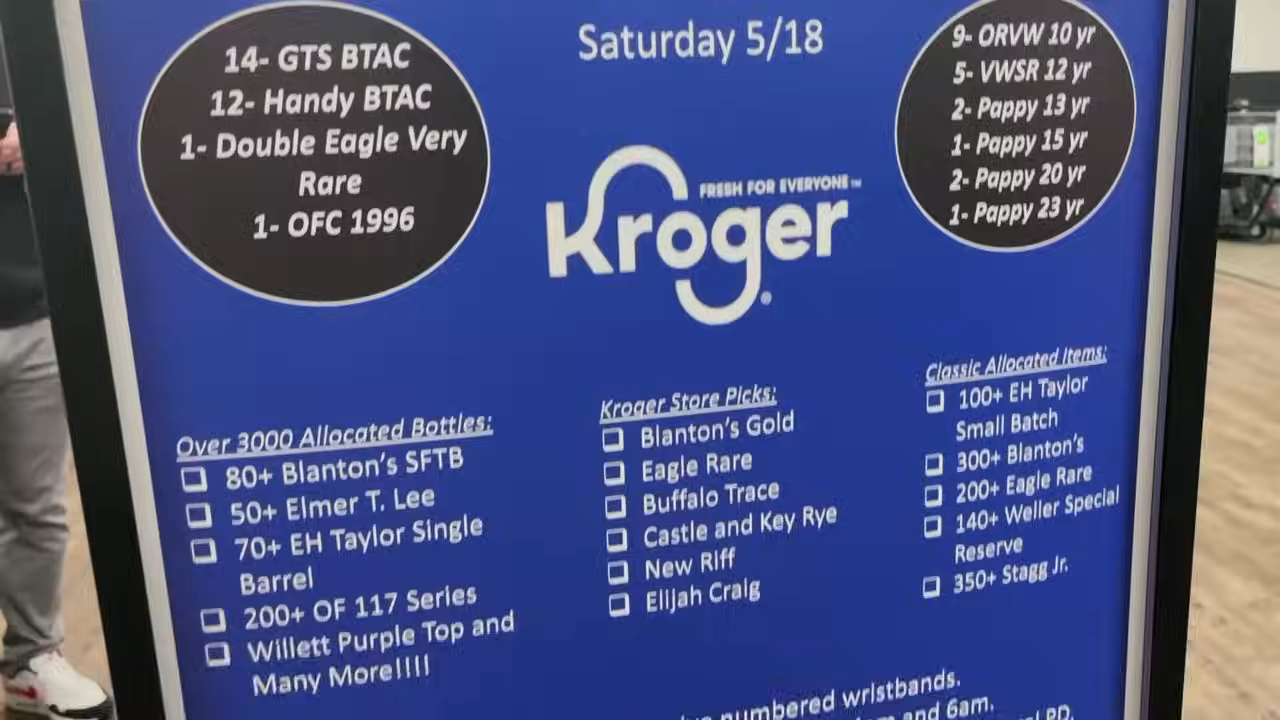 14- GTS BTAC
12- Handy BTAC
1- Double Eagle Very
Rare
1- OFC 1996
Saturday 5/18
FRESH FOR EVERYONE™
Kroger®
9- ORVW 10 yr
5- VWSR 12 yr
2- Pappy 13 yr
1- Pappy 15 yr
2- Pappy 20 yr
1- Pappy 23 yr
Over 3000 Allocated Bottles:
❑ 80+ Blanton's SFTB
❑ 50+ Elmer T. Lee
❑ 70+ EH Taylor Single
Barrel
❑ 200+ OF 117 Series
❑ Willett Purple Top and
Many More!!!!
Kroger Store Picks:
❑ Blanton's Gold
❑ Eagle Rare
❑ Buffalo Trace
❑ Castle and Key Rye
❑ New Riff
❑ Elijah Craig
Classic Allocated Items:
❑ 100+ EH Taylor
Small Batch
❑ 300+ Blanton's
❑ 200+ Eagle Rare
❑ 140+ Weller Special
Reserve
❑ 350+ Stagg Jr.
numbered wristbands.
and 6am.
PD.